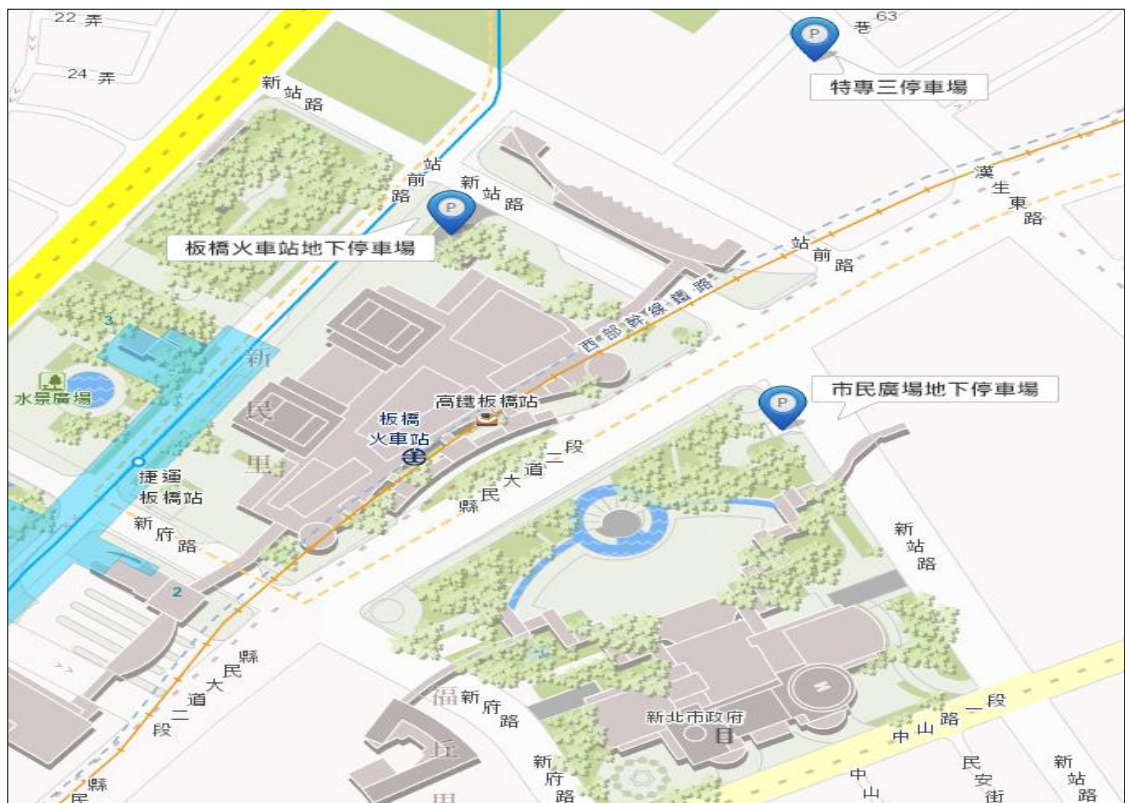 22 弄
24 弄
63
巷
特專三停車場
新站路
站前路
新站路
板橋火車站地下停車場
漢生東路
站前路
西部幹線鐵路
3
水景廣場
新民里
高鐵板橋站
板橋
火車站
市民廣場地下停車場
捷運
板橋站
縣民大道二段
新府路
新站路
2
縣民大道二段
福丘里
新府路
新北市政府
中山路一段
新府路
中山
民安街
新站路
縣民